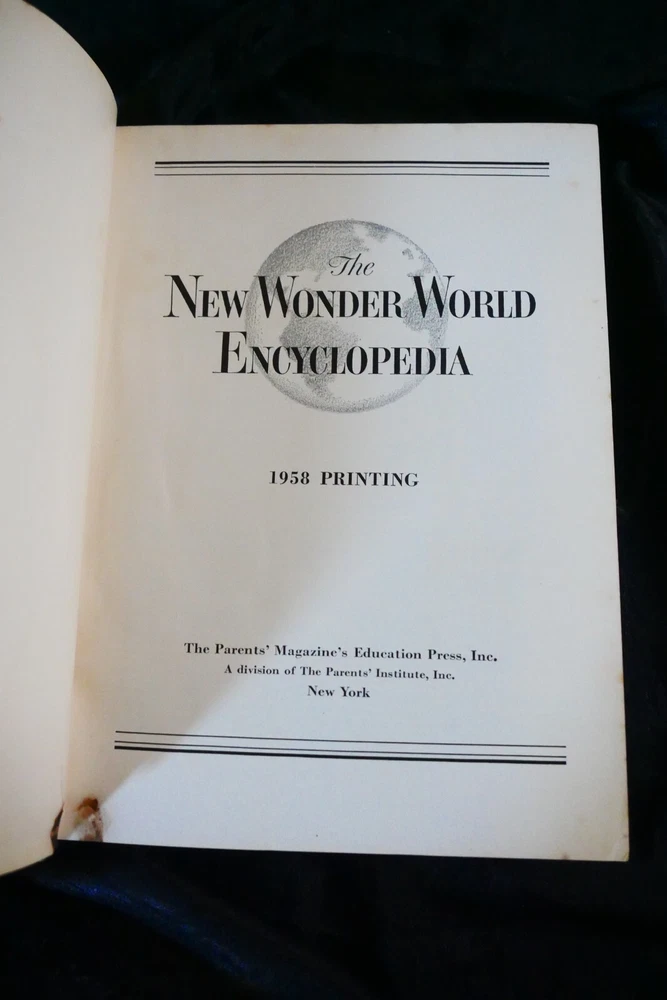 The
NEW WONDER WORLD
ENCYCLOPEDIA
1958 PRINTING
The Parents' Magazine's Education Press, Inc.
A division of The Parents' Institute, Inc.
New York